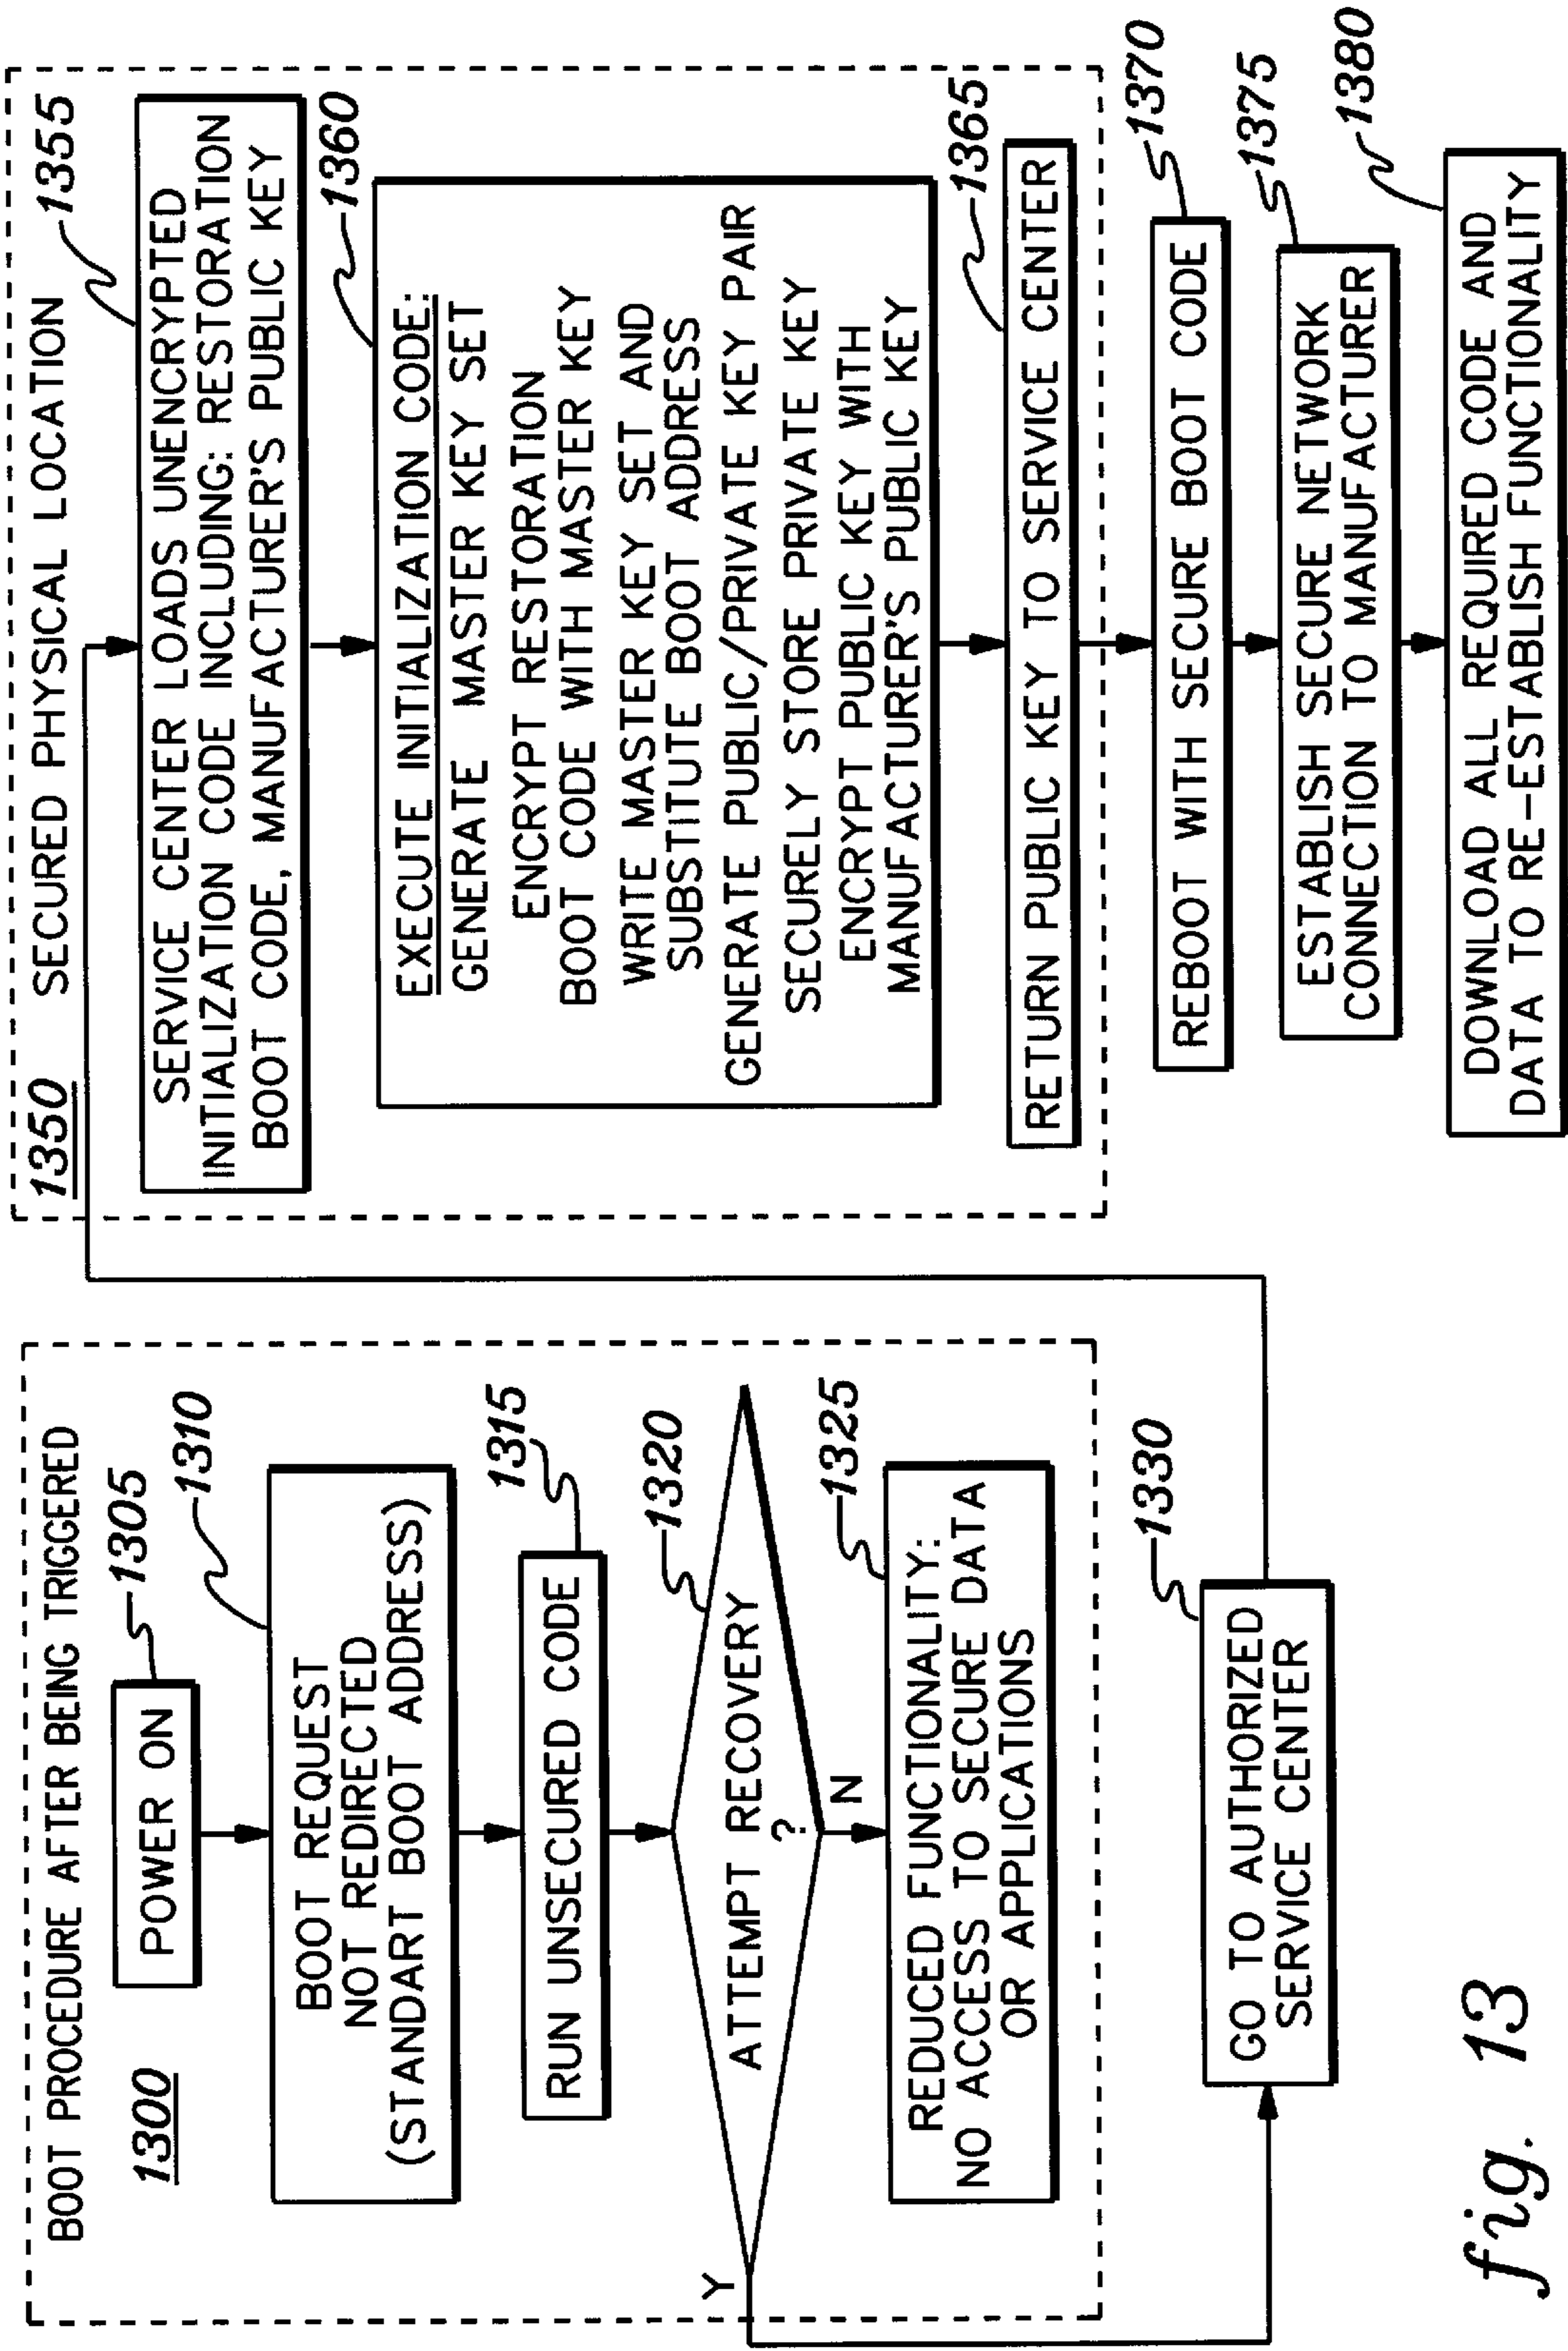 BOOT PROCEDURE AFTER BEING TRIGGERED
1300
POWER ON
1305
BOOT REQUEST
NOT REDIRECTED
(STANDART BOOT ADDRESS)
1310
RUN UNSECURED CODE
1315
ATTEMPT RECOVERY
?
1320
Y
N
REDUCED FUNCTIONALITY:
NO ACCESS TO SECURE DATA
OR APPLICATIONS
1325
GO TO AUTHORIZED
SERVICE CENTER
1330
1350
SECURED PHYSICAL LOCATION
SERVICE CENTER LOADS UNENCRYPTED
INITIALIZATION CODE INCLUDING: RESTORATION
BOOT CODE, MANUFACTURER'S PUBLIC KEY
1355
EXECUTE INITIALIZATION CODE:
GENERATE MASTER KEY SET
ENCRYPT RESTORATION
BOOT CODE WITH MASTER KEY
WRITE MASTER KEY SET AND
SUBSTITUTE BOOT ADDRESS
GENERATE PUBLIC/PRIVATE KEY PAIR
SECURELY STORE PRIVATE KEY
ENCRYPT PUBLIC KEY WITH
MANUFACTURER'S PUBLIC KEY
1360
RETURN PUBLIC KEY TO SERVICE CENTER
1365
REBOOT WITH SECURE BOOT CODE
1370
ESTABLISH SECURE NETWORK
CONNECTION TO MANUFACTURER
1375
DOWNLOAD ALL REQUIRED CODE AND
DATA TO RE-ESTABLISH FUNCTIONALITY
1380
fig. 13